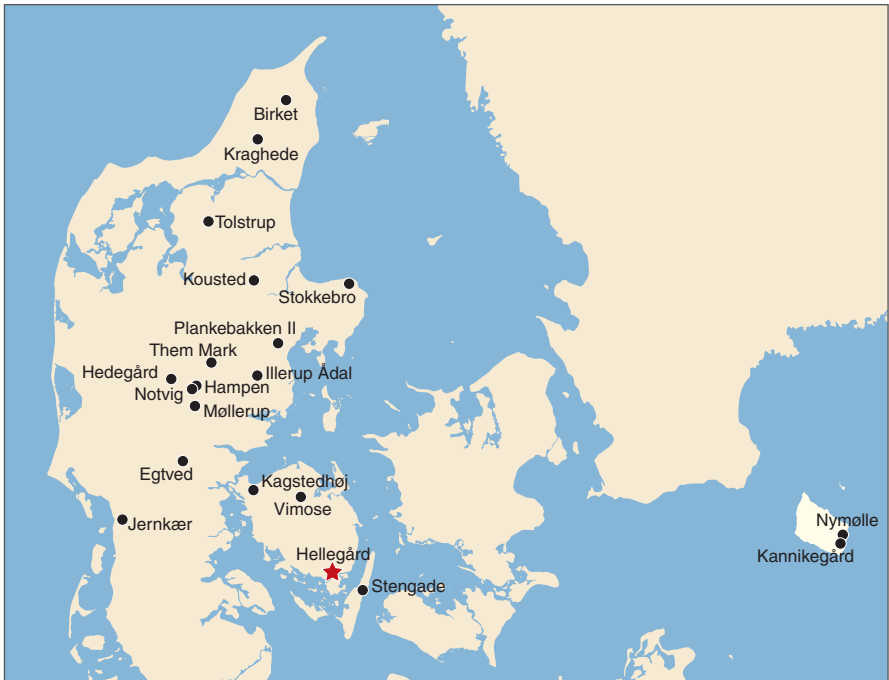 Birket
Kraghede
Tolstrup
Kousted
Stokkebro
Plankebakken II
Them Mark
Hedegård
Illerup Ådal
Hampen
Notvig
Møllerup
Egtved
Kagstedhøj
Vimose
Jernkær
Nymølle
Kannikegård
Hellegård
Stengade